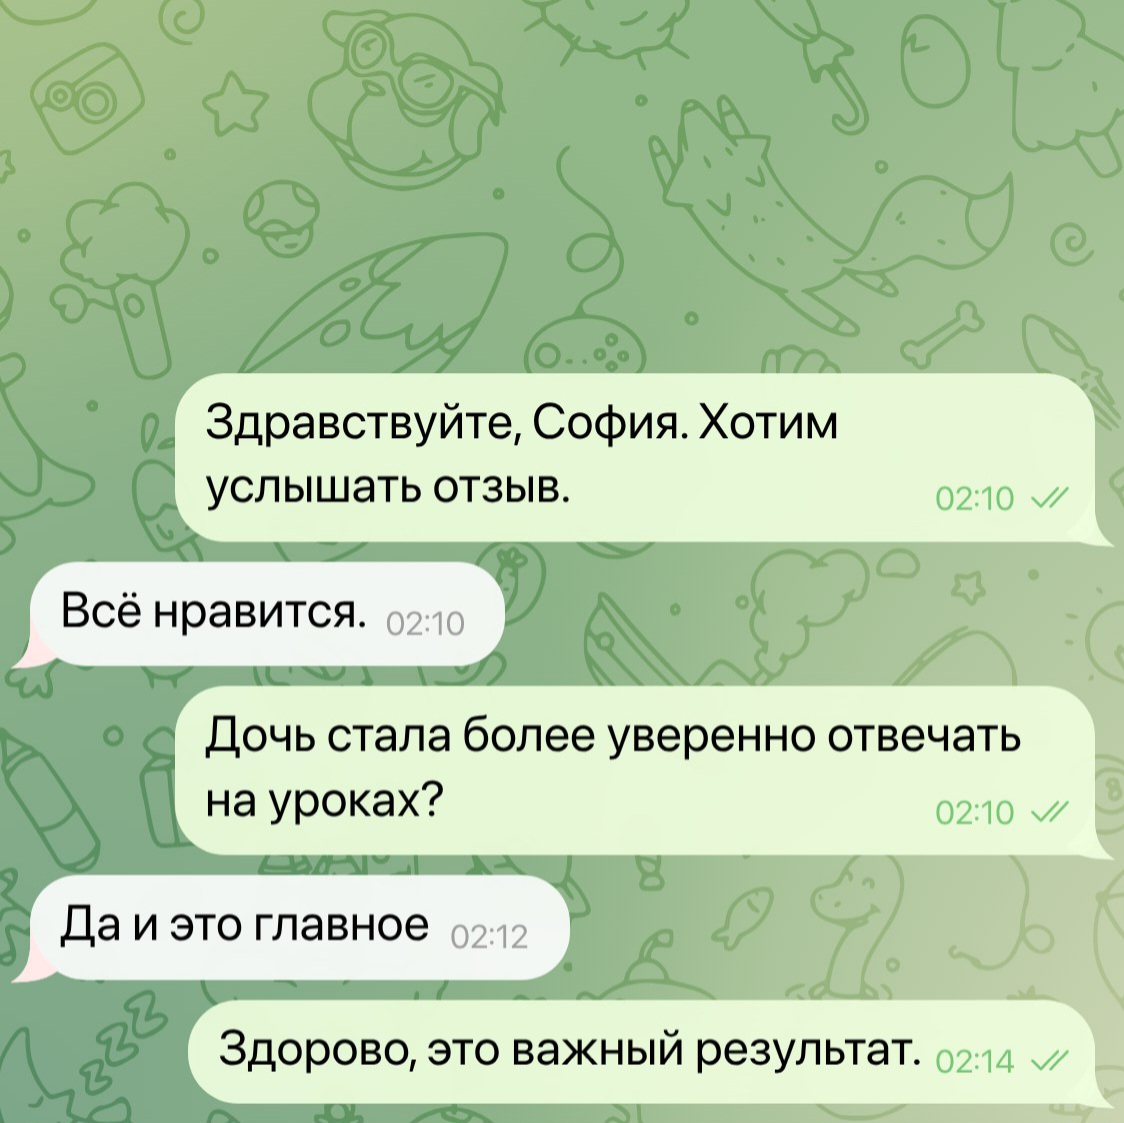 Здравствуйте, София. Хотим
услышать отзыв.
02:10
Всё нравится. 02:10
Дочь стала более уверенно отвечать
на уроках?
02:10
Да и это главное 02:12
Здорово, это важный результат. 02:14